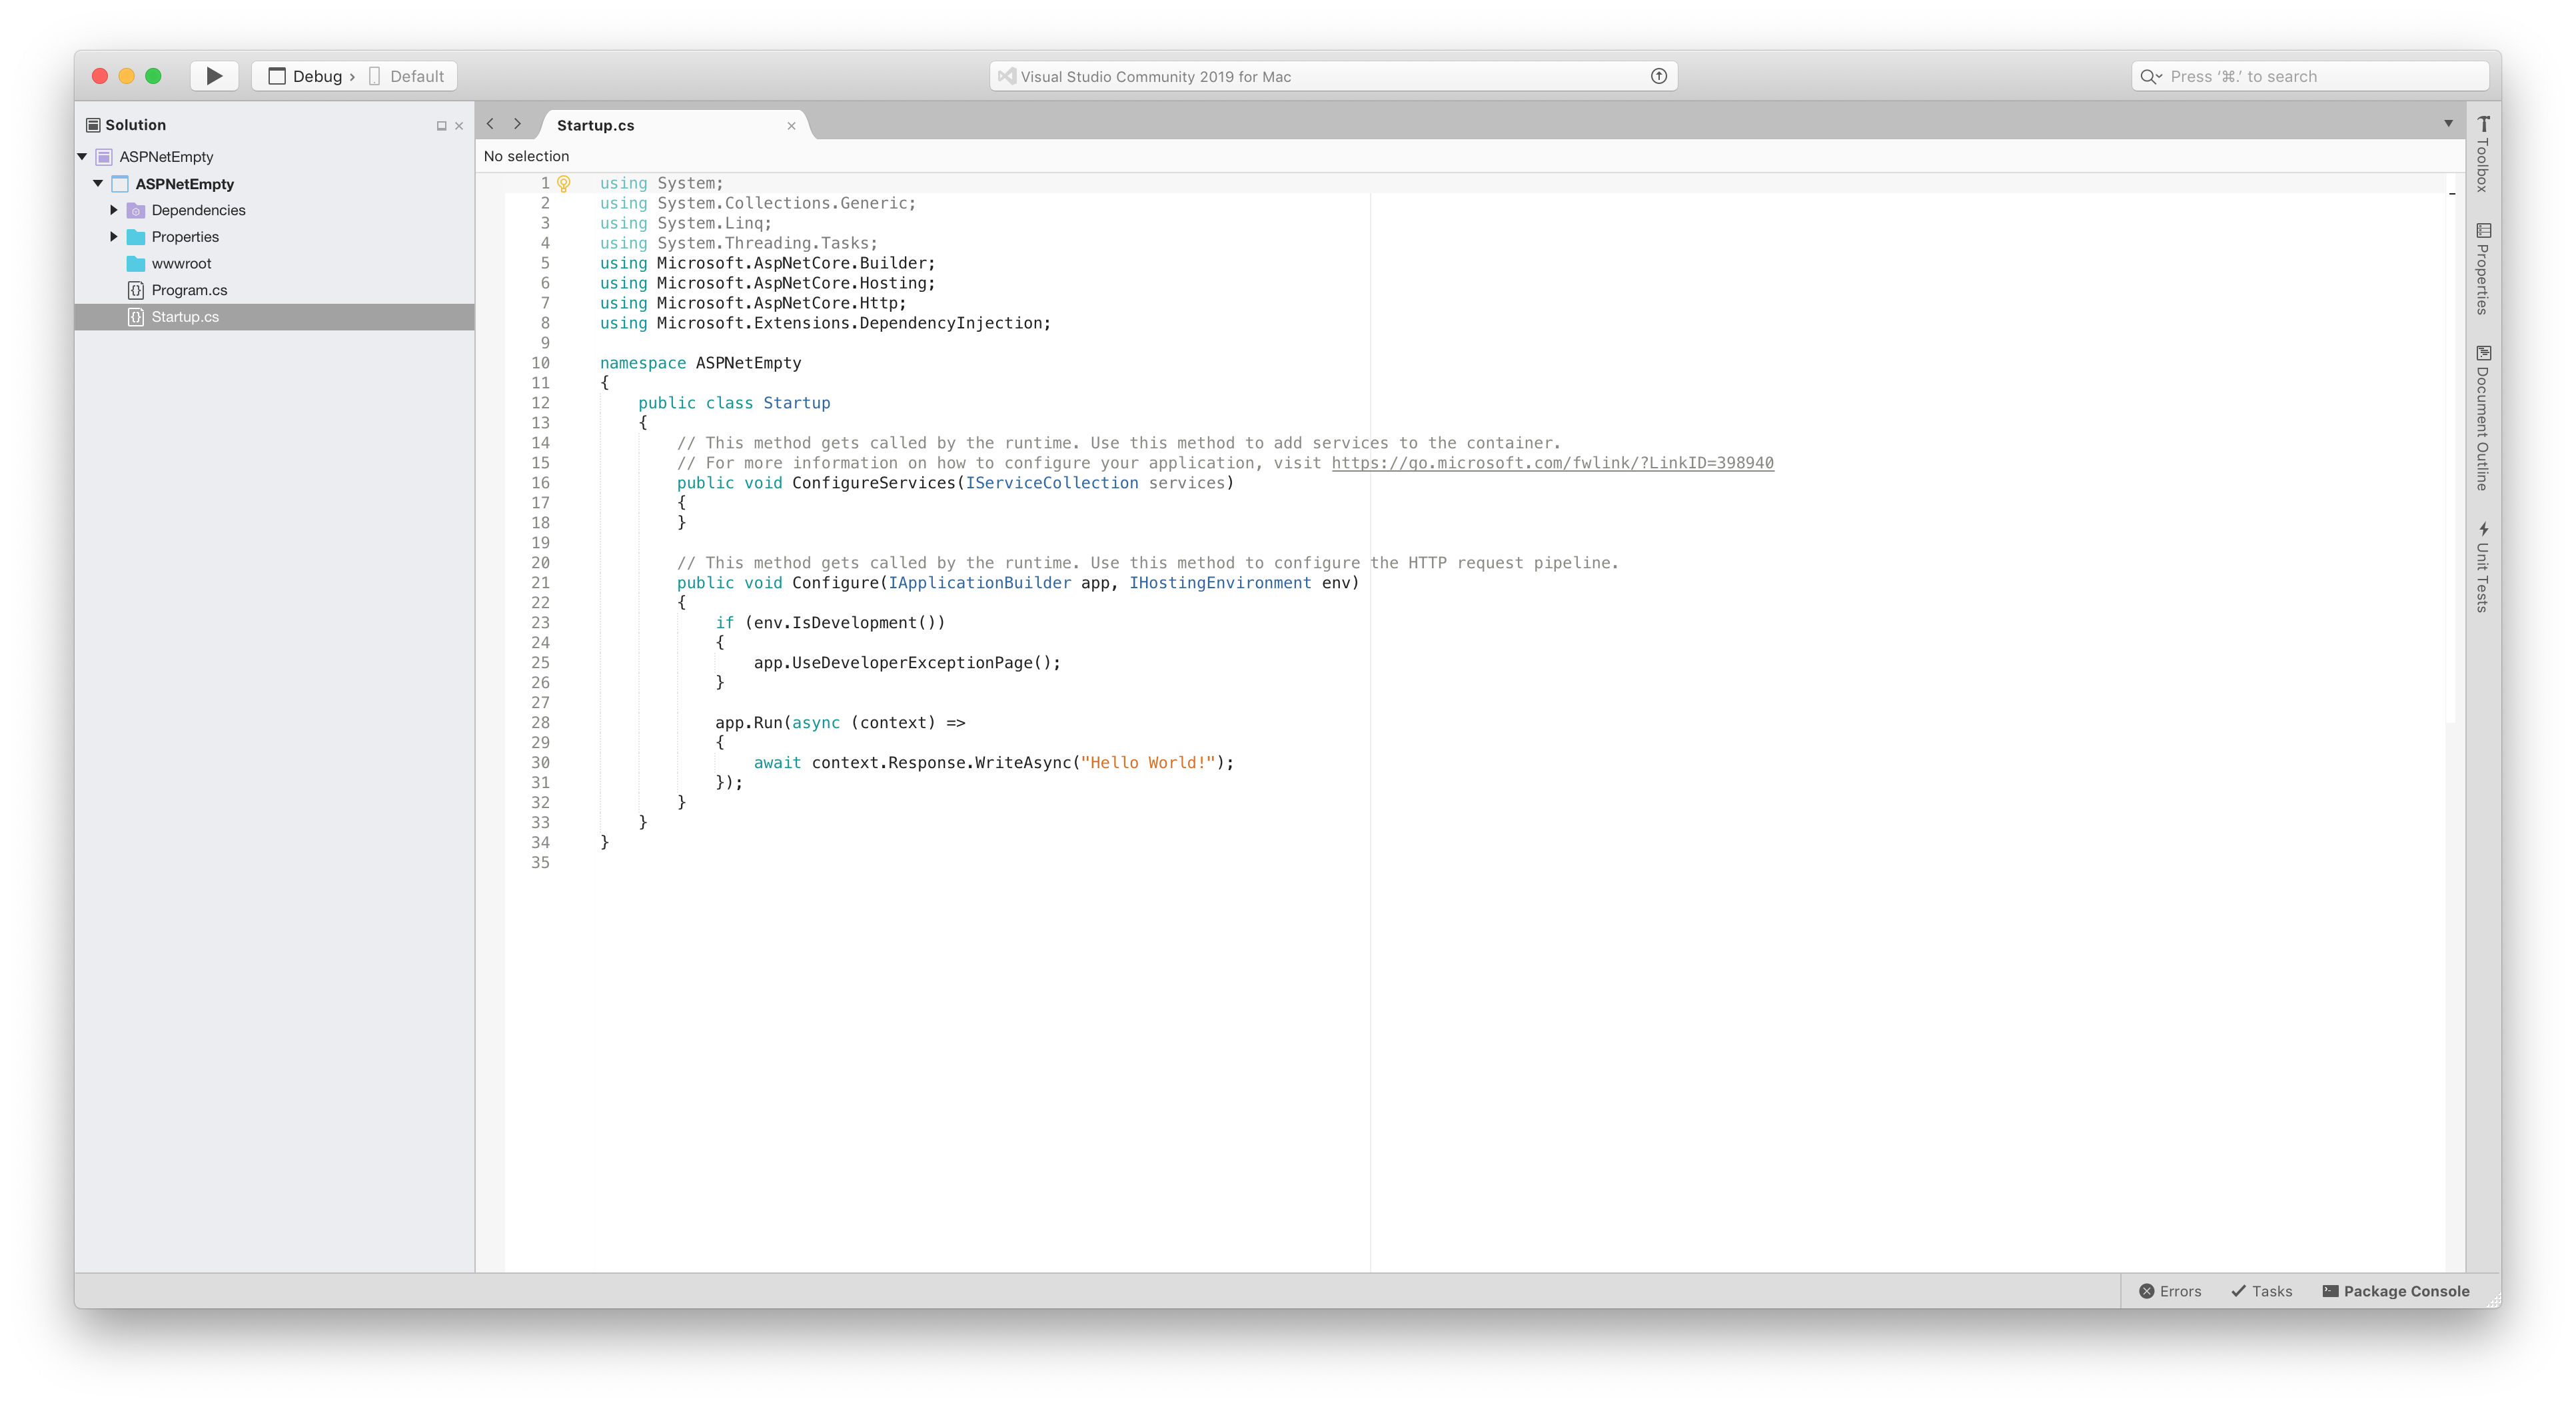 Debug › Default
Visual Studio Community 2019 for Mac
Press ‘⌘.’ to search
Solution
ASPNetEmpty
ASPNetEmpty
Dependencies
Properties
wwwroot
Program.cs
Startup.cs
Startup.cs
No selection
1 using System;
2 using System.Collections.Generic;
3 using System.Linq;
4 using System.Threading.Tasks;
5 using Microsoft.AspNetCore.Builder;
6 using Microsoft.AspNetCore.Hosting;
7 using Microsoft.AspNetCore.Http;
8 using Microsoft.Extensions.DependencyInjection;
9
10 namespace ASPNetEmpty
11 {
12 public class Startup
13 {
14 // This method gets called by the runtime. Use this method to add services to the container.
15 // For more information on how to configure your application, visit https://go.microsoft.com/fwlink/?LinkID=398940
16 public void ConfigureServices(IServiceCollection services)
17 {
18 }
19
20 // This method gets called by the runtime. Use this method to configure the HTTP request pipeline.
21 public void Configure(IApplicationBuilder app, IHostingEnvironment env)
22 {
23 if (env.IsDevelopment())
24 {
25 app.UseDeveloperExceptionPage();
26 }
27
28 app.Run(async (context) =>
29 {
30 await context.Response.WriteAsync("Hello World!");
31 });
32 }
33 }
34 }
35
Toolbox
Properties
Document Outline
Unit Tests
Errors
Tasks
Package Console